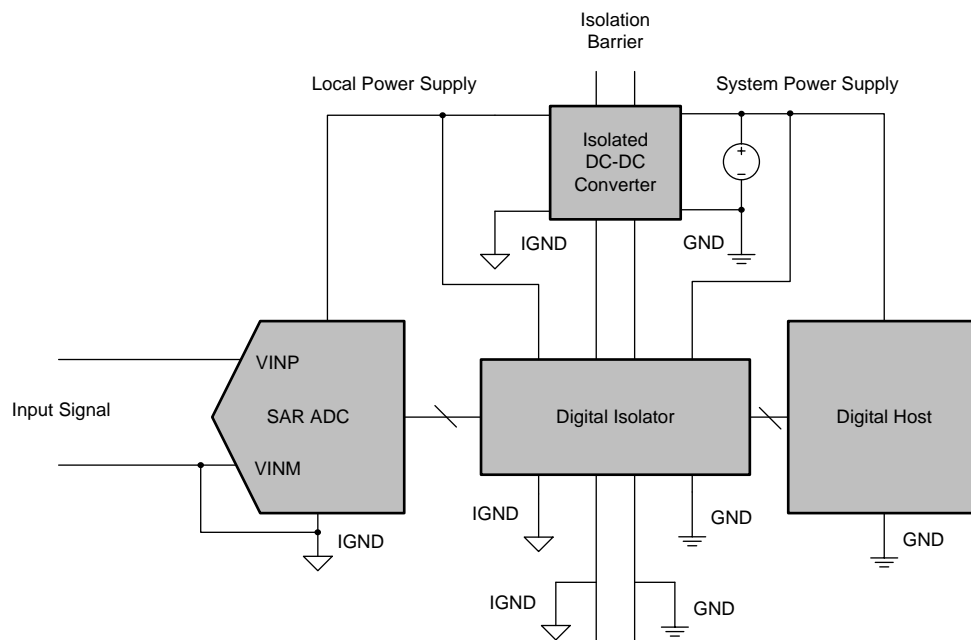 Isolation
Barrier
Local Power Supply
System Power Supply
Isolated
DC-DC
Converter
+
−
IGND
GND
VINP
Input Signal
SAR ADC
Digital Isolator
Digital Host
VINM
IGND
IGND
GND
GND
IGND
GND